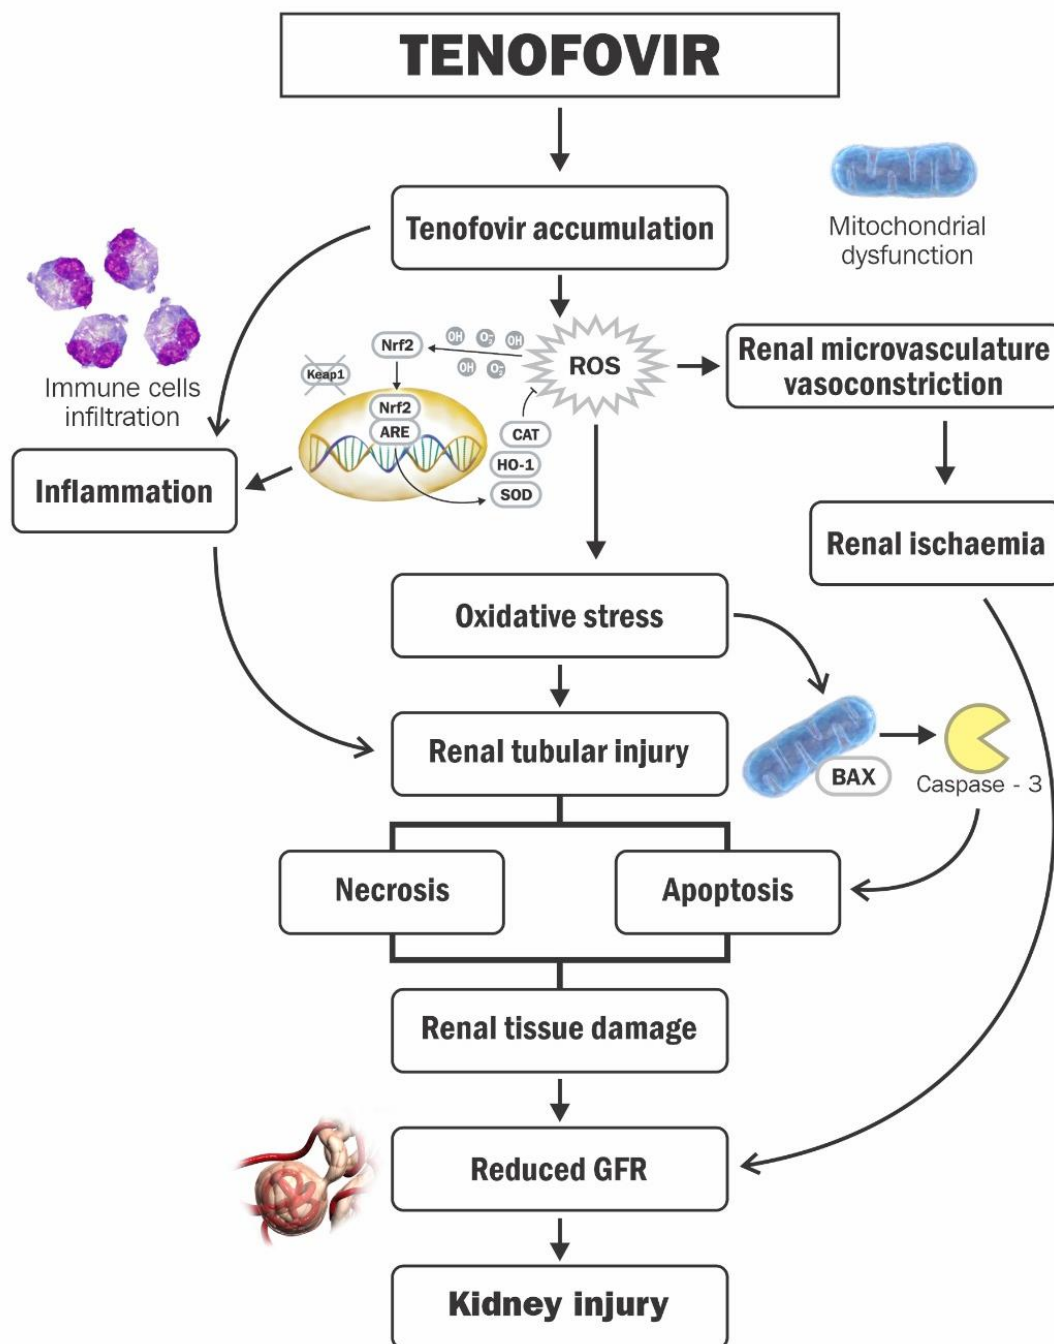 TENOFOVIR
Tenofovir accumulation
Mitochondrial
dysfunction
Immune cells
infiltration
Nrf2
OH
O₂⁻
OH
OH
O₂⁻
ROS
Renal microvasculature
vasoconstriction
Keap1
Nrf2
ARE
CAT
HO-1
SOD
Inflammation
Renal ischaemia
Oxidative stress
Renal tubular injury
BAX
Caspase - 3
Necrosis
Apoptosis
Renal tissue damage
Reduced GFR
Kidney injury